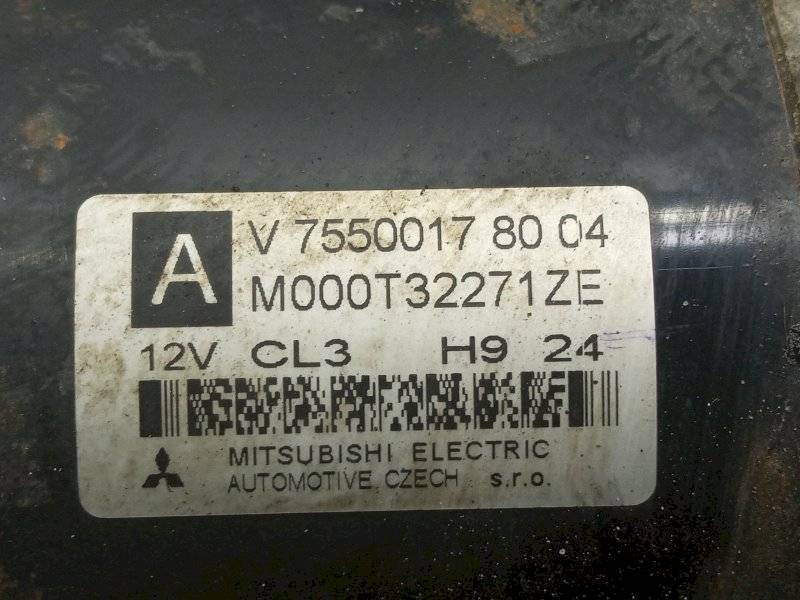 A
V 7550017 80 04
M000T32271ZE
12V CL3 H9 24
MITSUBISHI ELECTRIC
AUTOMOTIVE CZECH s.r.o.